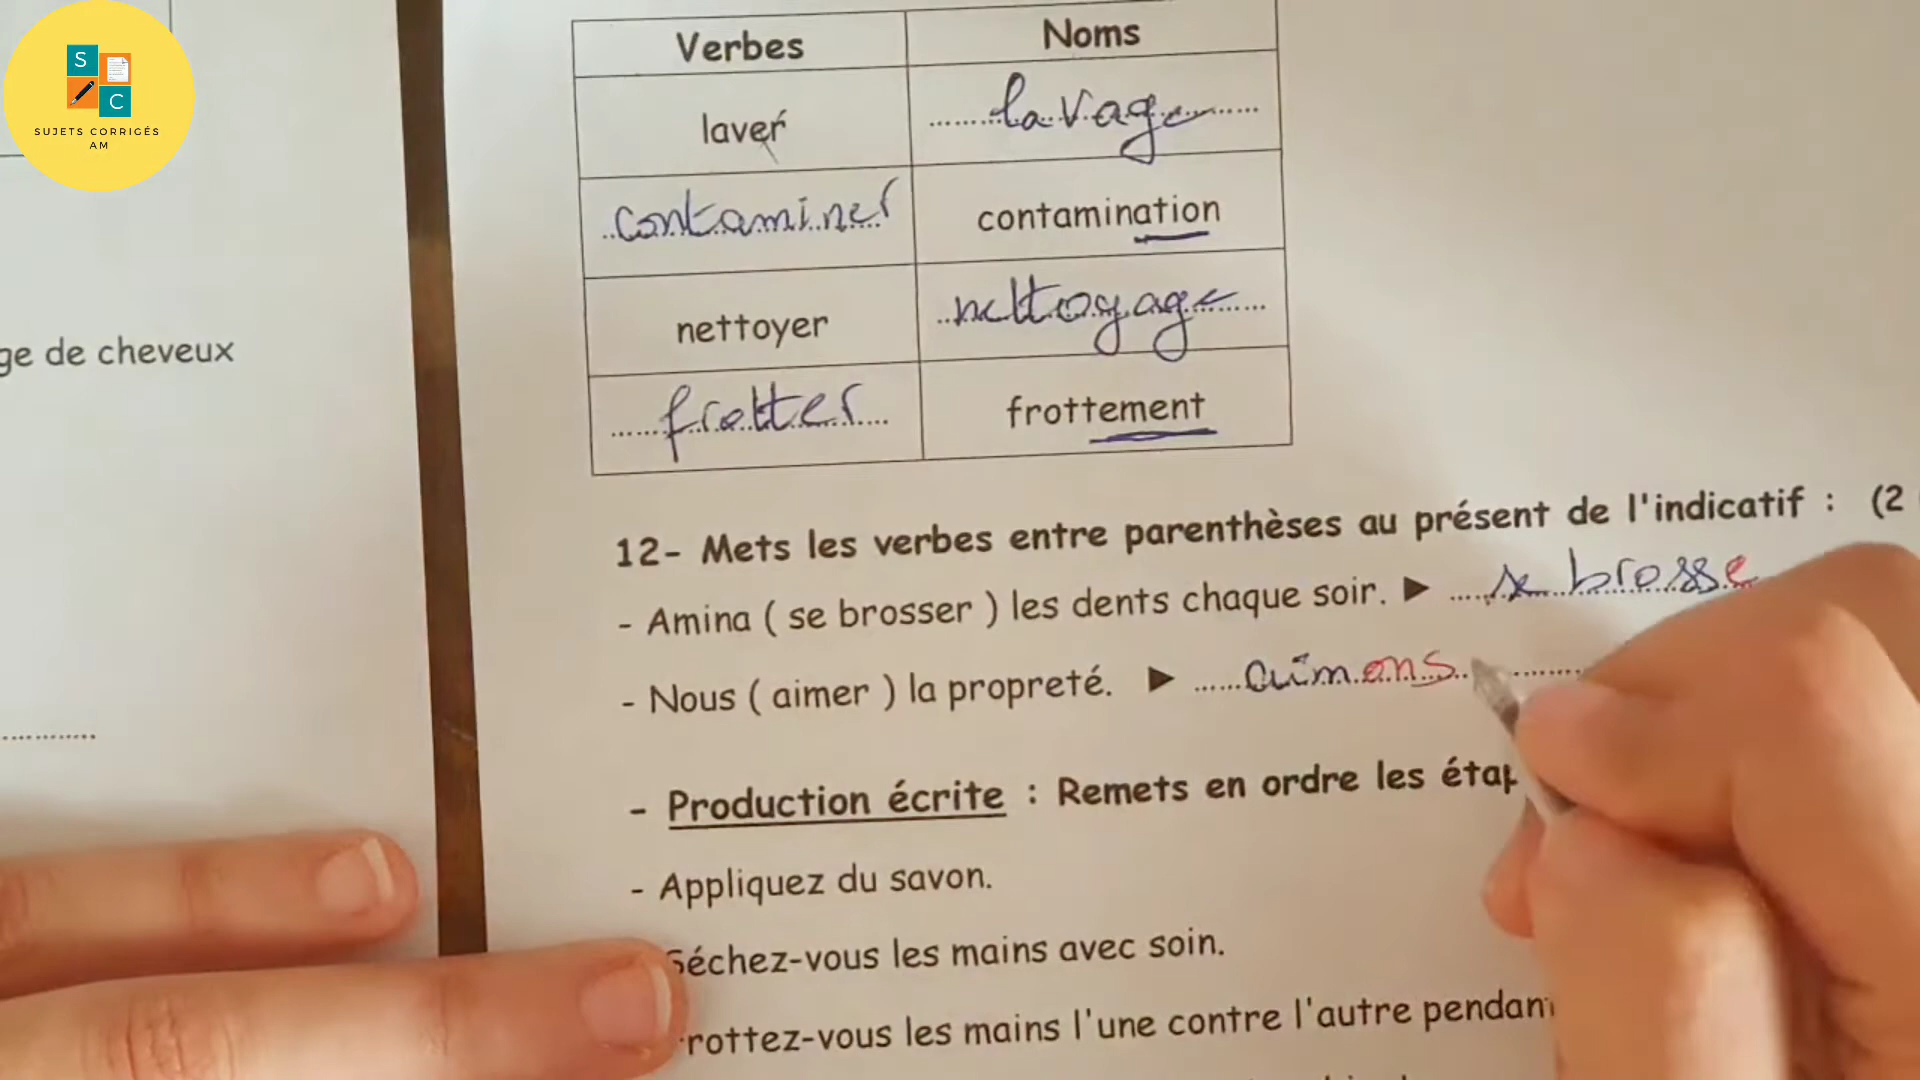 S
C
SUJETS CORRIGÉS
AM
Verbes Noms
laver lavage
contaminer contamination
nettoyer nettoyage
frotter frottement
ge de cheveux
12- Mets les verbes entre parenthèses au présent de l'indicatif : (2
- Amina ( se brosser ) les dents chaque soir. ► se brosse
- Nous ( aimer ) la propreté. ► aimons
- Production écrite : Remets en ordre les étap
- Appliquez du savon.
Séchez-vous les mains avec soin.
rottez-vous les mains l'une contre l'autre pendant